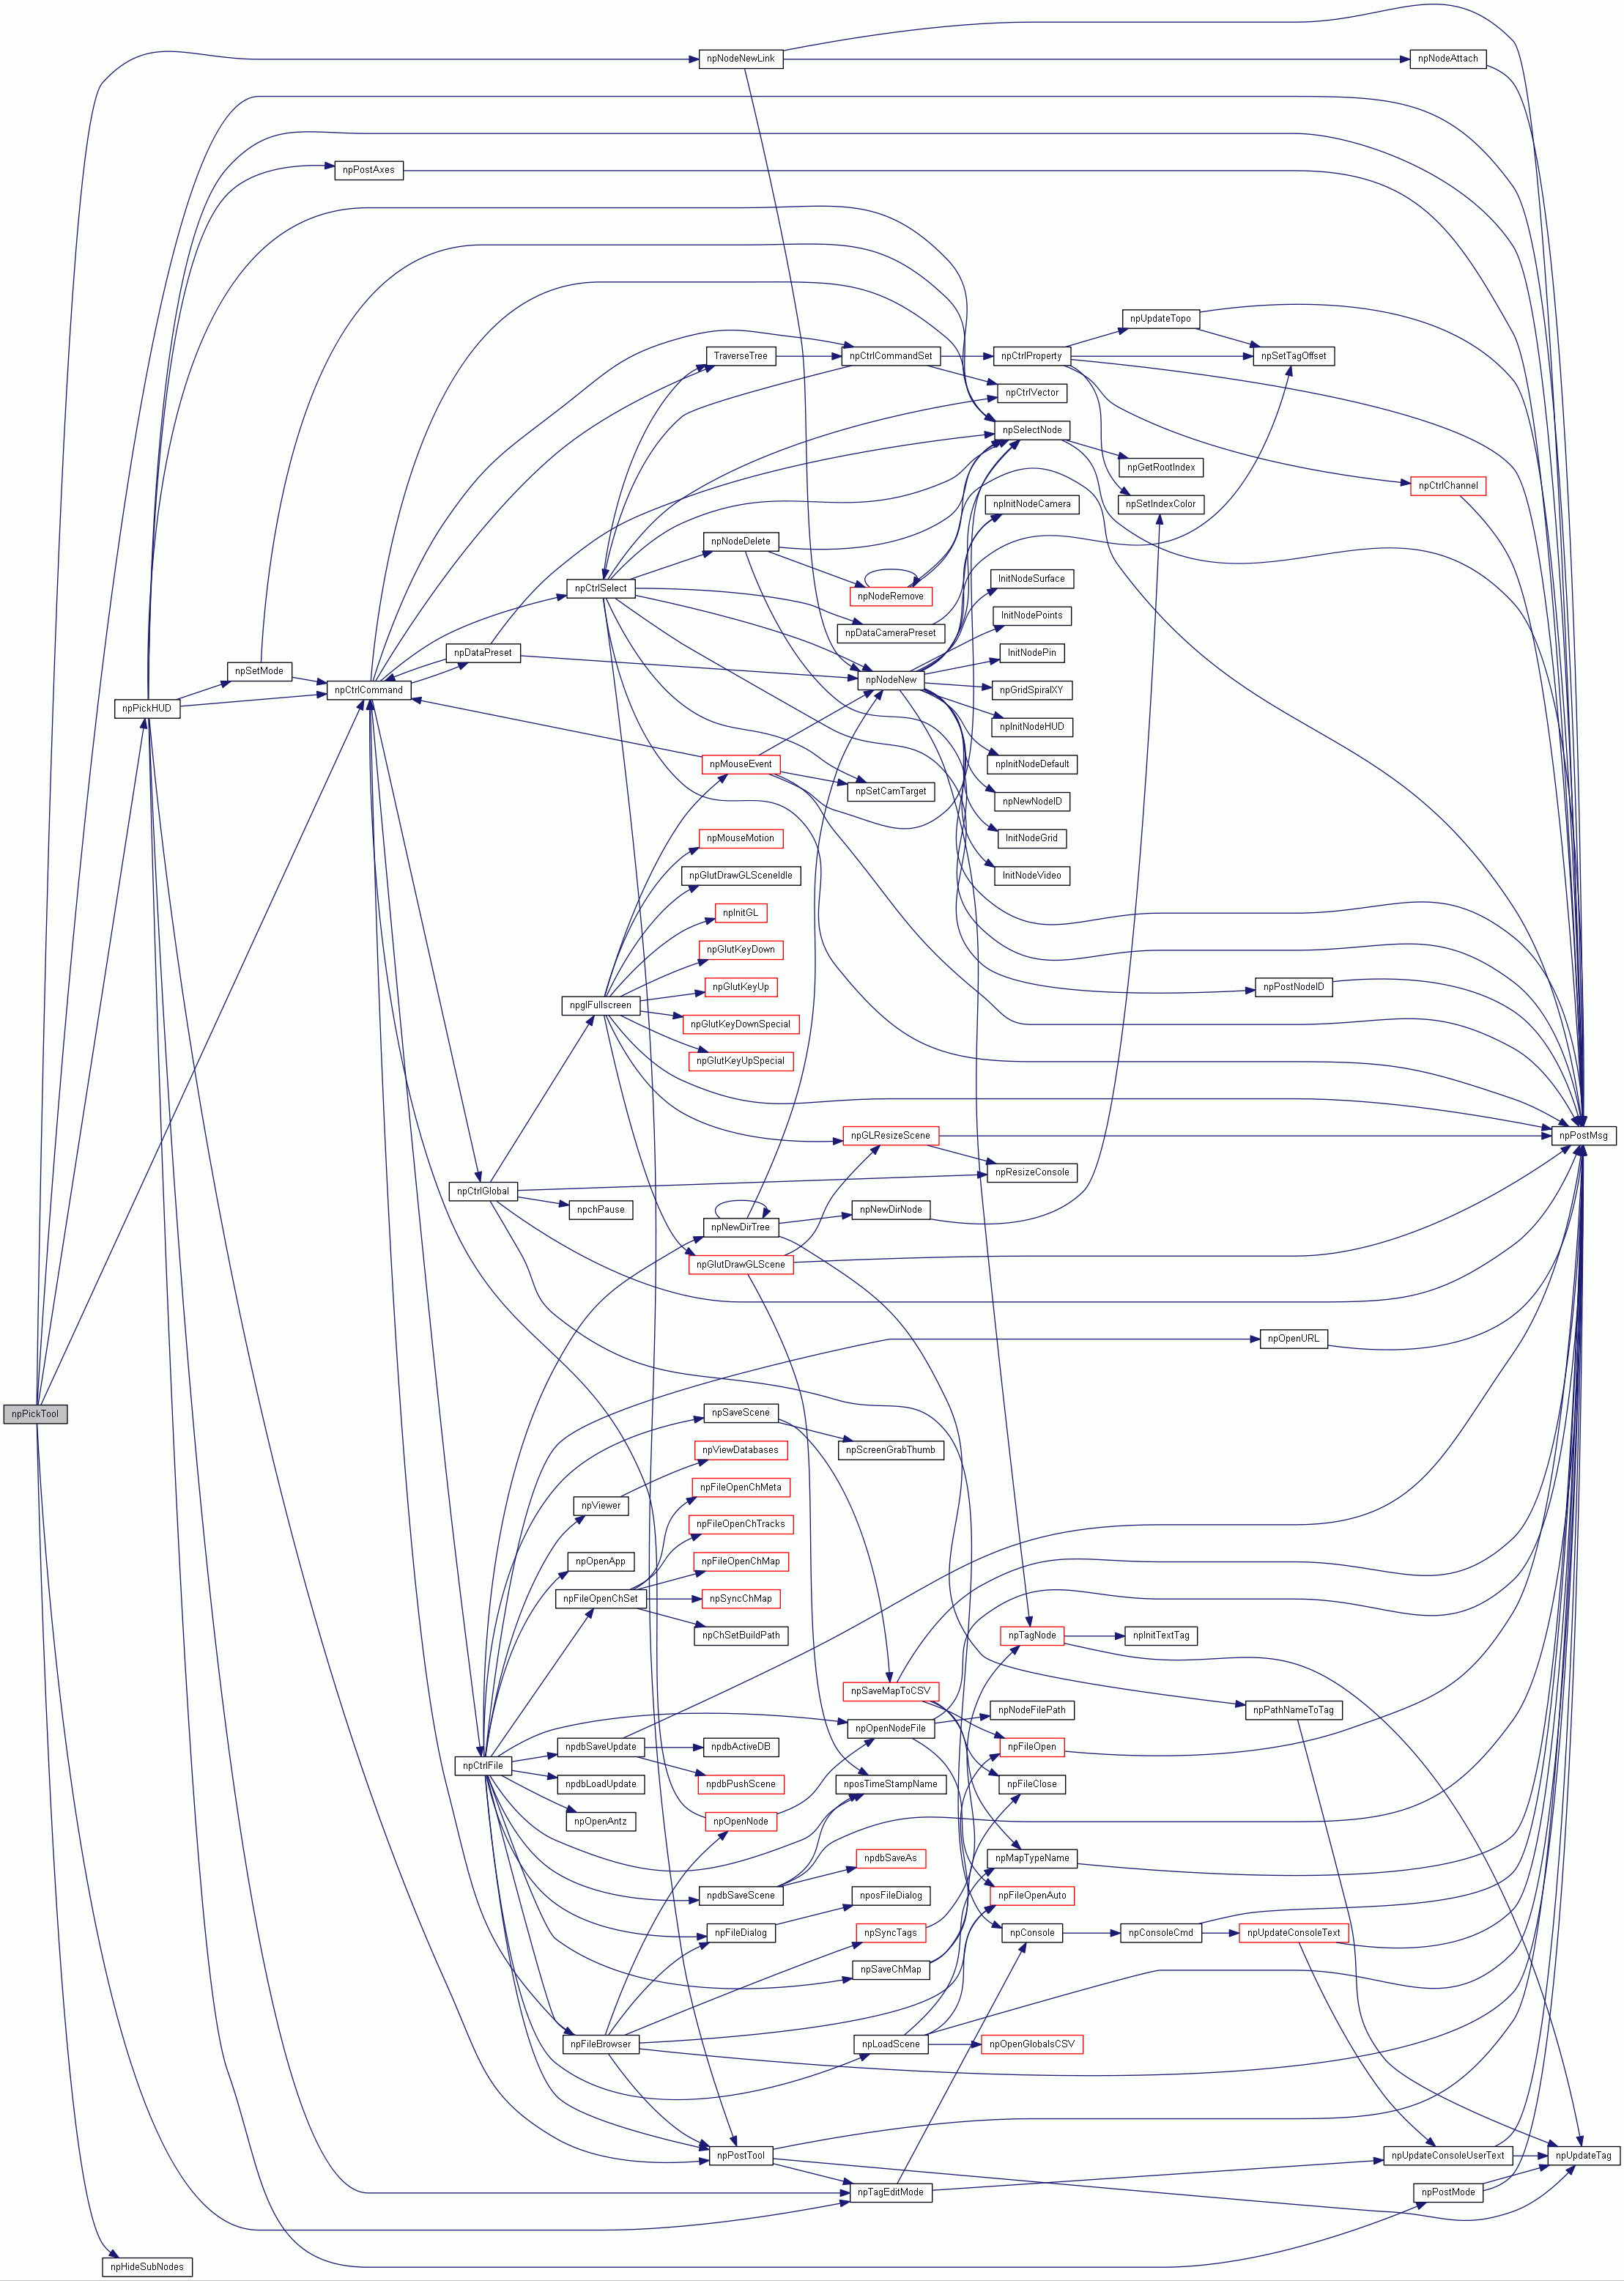 npNodeNewLink
npNodeAttach
npPostAxes
npUpdateTopo
TraverseTree
npCtrlCommandSet
npCtrlProperty
npSetTagOffset
npCtrlVector
npSelectNode
npGetRootIndex
npCtrlChannel
npInitNodeCamera
npSetIndexColor
npNodeDelete
InitNodeSurface
npCtrlSelect
npNodeRemove
InitNodePoints
npDataCameraPreset
npDataPreset
InitNodePin
npSetMode
npCtrlCommand
npNodeNew
npGridSpiralXY
npPickHUD
npInitNodeHUD
npMouseEvent
npInitNodeDefault
npSetCamTarget
npNewNodeID
npMouseMotion
InitNodeGrid
npGlutDrawGLSceneIdle
InitNodeVideo
npInitGL
npGlutKeyDown
npGlutKeyUp
npPostNodeID
npglFullscreen
npGlutKeyDownSpecial
npGlutKeyUpSpecial
npGLResizeScene
npPostMsg
npResizeConsole
npCtrlGlobal
npchPause
npNewDirNode
npNewDirTree
npGlutDrawGLScene
npOpenURL
npPickTool
npSaveScene
npScreenGrabThumb
npViewDatabases
npFileOpenChMeta
npViewer
npFileOpenChTracks
npOpenApp
npFileOpenChMap
npFileOpenChSet
npSyncChMap
npChSetBuildPath
npTagNode
npInitTextTag
npSaveMapToCSV
npNodeFilePath
npPathNameToTag
npOpenNodeFile
npdbSaveUpdate
npdbActiveDB
npFileOpen
npCtrlFile
npdbLoadUpdate
npdbPushScene
nposTimeStampName
npFileClose
npOpenAntz
npOpenNode
npdbSaveAs
npMapTypeName
npdbSaveScene
nposFileDialog
npFileOpenAuto
npFileDialog
npSyncTags
npConsole
npConsoleCmd
npUpdateConsoleText
npSaveChMap
npFileBrowser
npLoadScene
npOpenGlobalsCSV
npPostTool
npUpdateConsoleUserText
npUpdateTag
npTagEditMode
npPostMode
npHideSubNodes